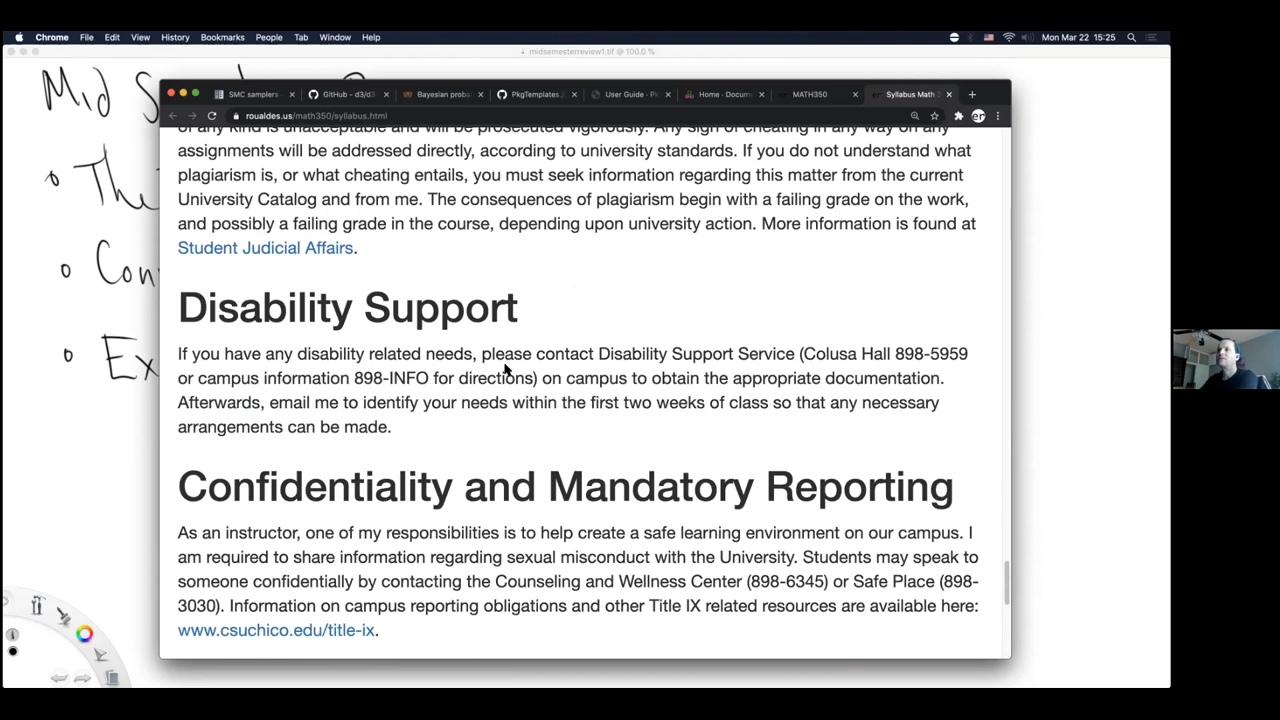 Chrome File Edit View History Bookmarks People Tab Window Help Mon Mar 22 15:25
midsemesterreview1.tif @ 100.0 %
Mid S
SMC samplers - GitHub - d3/d3 Bayesian proba PkgTemplates.j User Guide · Pk Home · Docum MATH350 Syllabus Math
roualdes.us/math350/syllabus.html
of any kind is unacceptable and will be prosecuted vigorously. Any sign of cheating in any way on any
assignments will be addressed directly, according to university standards. If you do not understand what
plagiarism is, or what cheating entails, you must seek information regarding this matter from the current
University Catalog and from me. The consequences of plagiarism begin with a failing grade on the work,
and possibly a failing grade in the course, depending upon university action. More information is found at
Student Judicial Affairs.
The
Con
Ex
Disability Support
If you have any disability related needs, please contact Disability Support Service (Colusa Hall 898-5959
or campus information 898-INFO for directions) on campus to obtain the appropriate documentation.
Afterwards, email me to identify your needs within the first two weeks of class so that any necessary
arrangements can be made.
Confidentiality and Mandatory Reporting
As an instructor, one of my responsibilities is to help create a safe learning environment on our campus. I
am required to share information regarding sexual misconduct with the University. Students may speak to
someone confidentially by contacting the Counseling and Wellness Center (898-6345) or Safe Place (898-
3030). Information on campus reporting obligations and other Title IX related resources are available here:
www.csuchico.edu/title-ix.